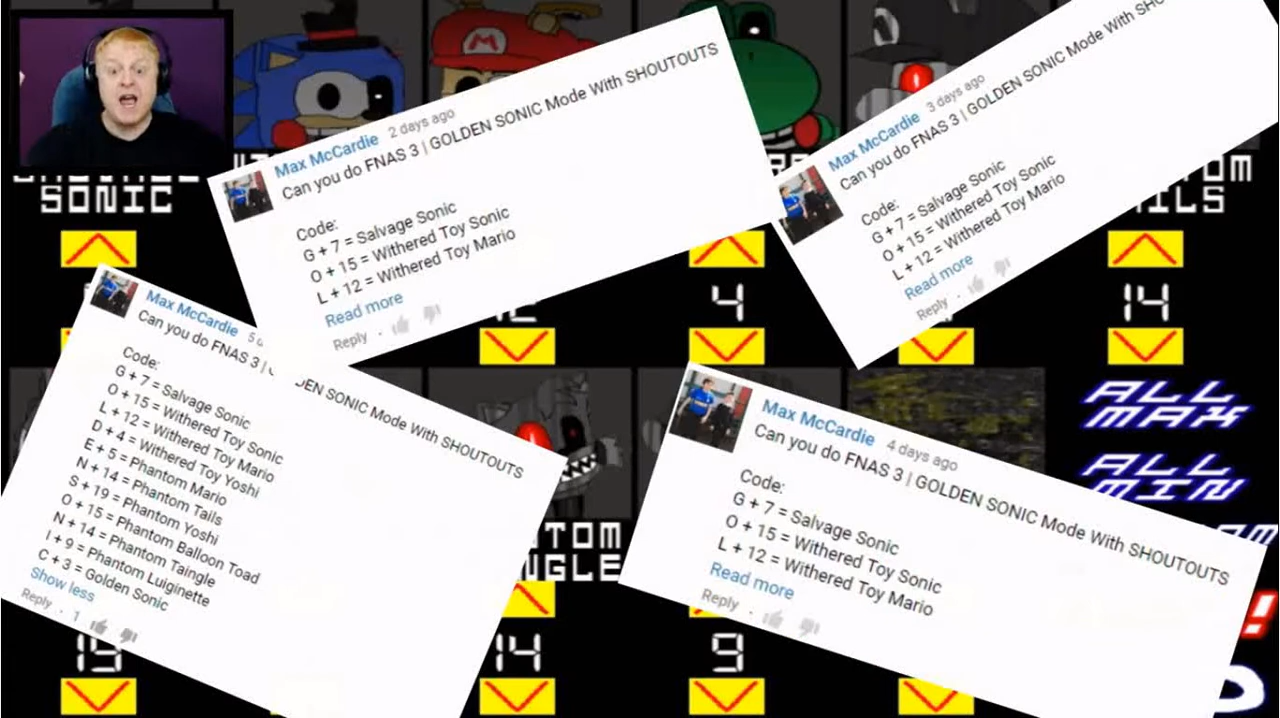 SONIC
Max McCardie 2 days ago
Can you do FNAS 3 | GOLDEN SONIC Mode With SHOUTOUTS
Code:
G + 7 = Salvage Sonic
O + 15 = Withered Toy Sonic
L + 12 = Withered Toy Mario
Read more
Reply
Max McCardie 3 days ago
Can you do FNAS 3 | GOLDEN SONIC Mode With
Code:
G + 7 = Salvage Sonic
O + 15 = Withered Toy Sonic
L + 12 = Withered Toy Mario
Read more
Reply
4
14
Max McCardie
Can you do FNAS 3 | SONIC Mode With SHOUTOUTS
Code:
G + 7 = Salvage Sonic
O + 15 = Withered Toy Sonic
L + 12 = Withered Toy Mario
D + 4 = Withered Toy Yoshi
E + 5 = Phantom Mario
N + 14 = Phantom Tails
S + 19 = Phantom Yoshi
O + 15 = Phantom Balloon Toad
N + 14 = Phantom Taingle
I + 9 = Phantom Luiginette
C + 3 = Golden Sonic
Show less
Reply 1
Max McCardie 4 days ago
Can you do FNAS 3 | GOLDEN SONIC Mode With SHOUTOUTS
Code:
G + 7 = Salvage Sonic
O + 15 = Withered Toy Sonic
L + 12 = Withered Toy Mario
Read more
Reply
ALL
MAX
ALL
MIN
19
14
9